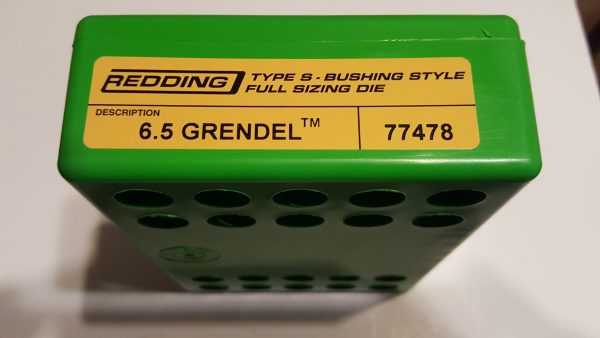 REDDING TYPE S - BUSHING STYLE
FULL SIZING DIE
DESCRIPTION
6.5 GRENDEL™ 77478